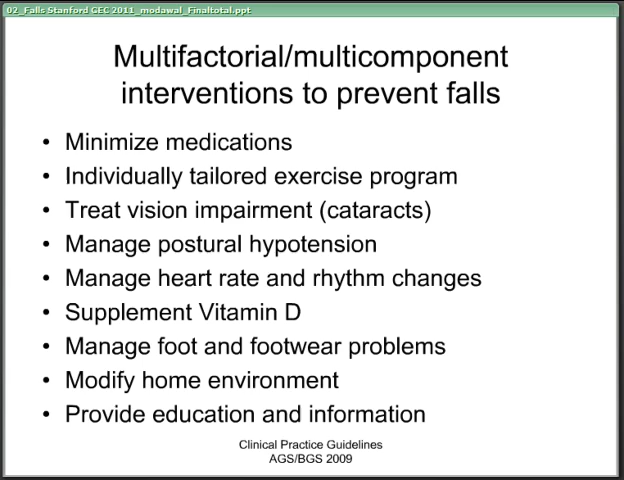 02_Falls Stanford GEC 2011_modawal_Finaltotal.ppt
Multifactorial/multicomponent
interventions to prevent falls
• Minimize medications
• Individually tailored exercise program
• Treat vision impairment (cataracts)
• Manage postural hypotension
• Manage heart rate and rhythm changes
• Supplement Vitamin D
• Manage foot and footwear problems
• Modify home environment
• Provide education and information
Clinical Practice Guidelines
AGS/BGS 2009